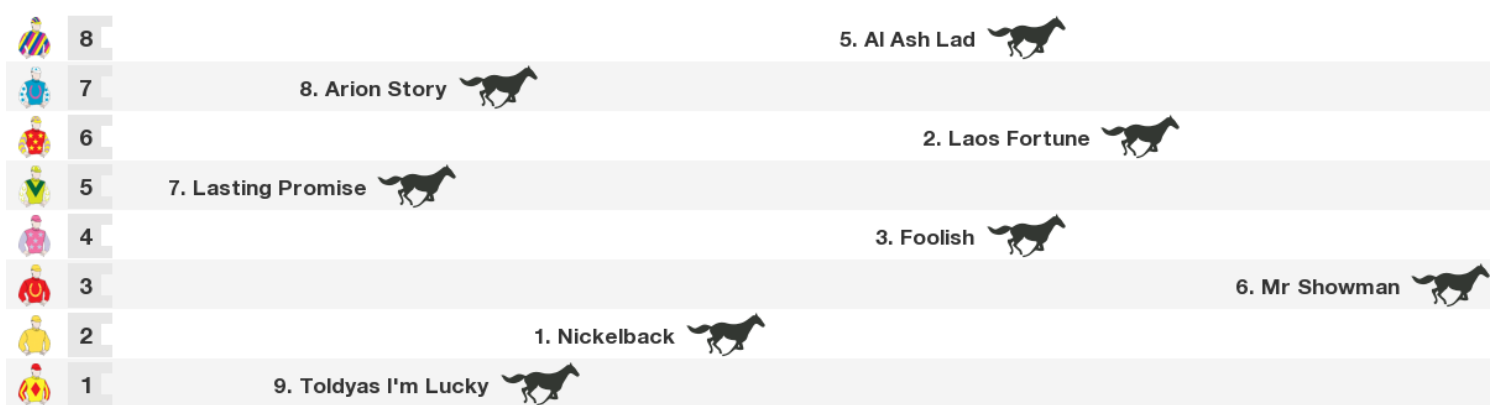 8 5. Al Ash Lad
7 8. Arion Story
6 2. Laos Fortune
5 7. Lasting Promise
4 3. Foolish
3 6. Mr Showman
2 1. Nickelback
1 9. Toldyas I'm Lucky